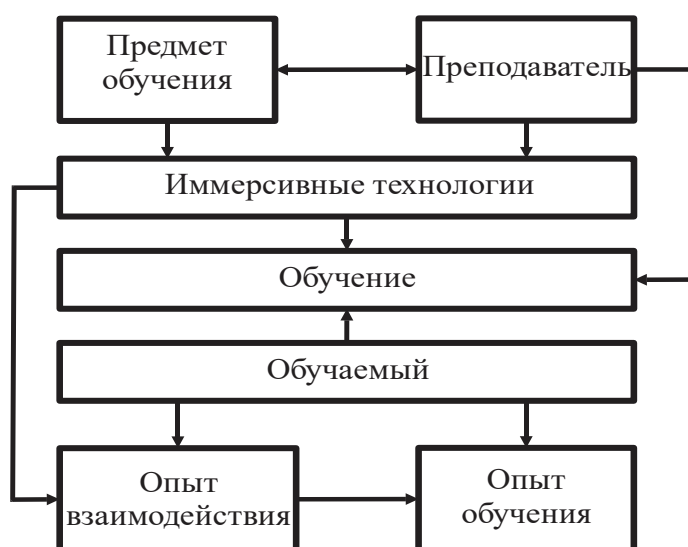 Предмет
обучения
Преподаватель
Иммерсивные технологии
Обучение
Обучаемый
Опыт
взаимодействия
Опыт
обучения